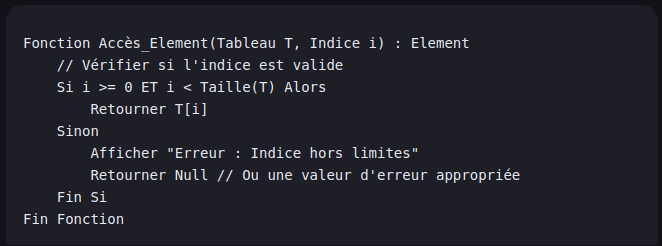 Fonction Accès_Element(Tableau T, Indice i) : Element
    // Vérifier si l'indice est valide
    Si i >= 0 ET i < Taille(T) Alors
        Retourner T[i]
    Sinon
        Afficher "Erreur : Indice hors limites"
        Retourner Null // Ou une valeur d'erreur appropriée
    Fin Si
Fin Fonction